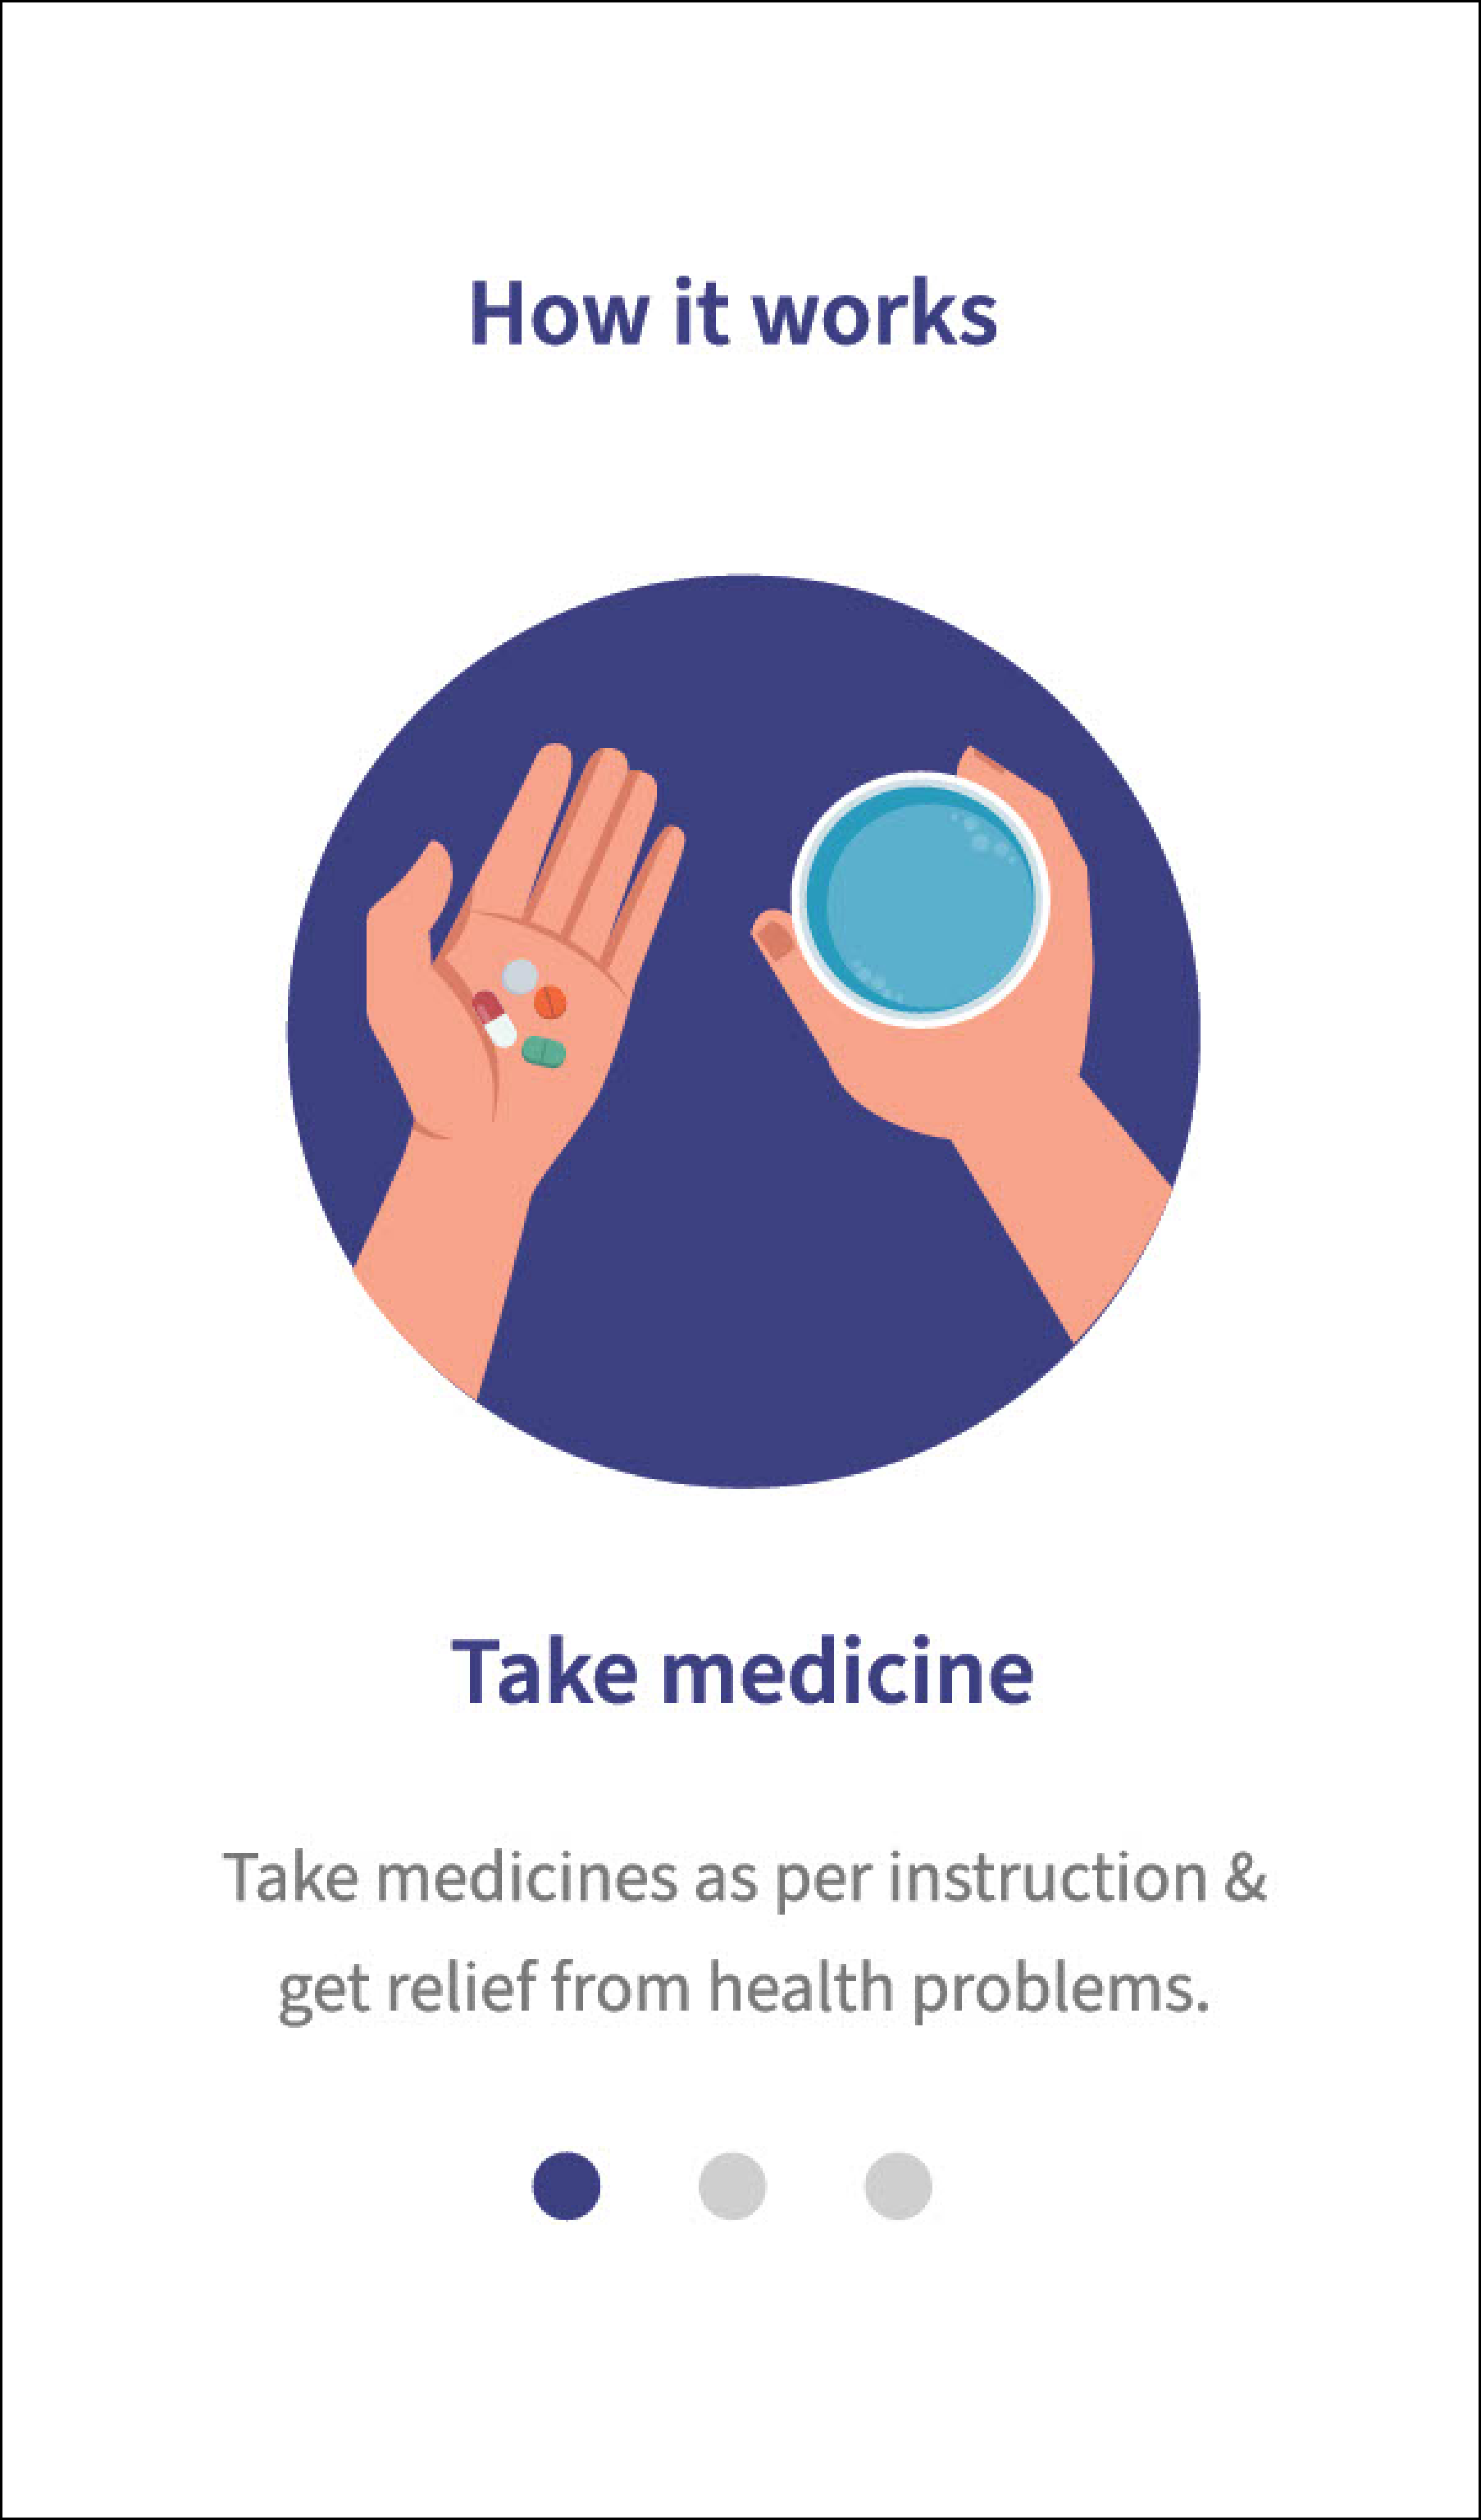 How it works
Take medicine
Take medicines as per instruction &
get relief from health problems.